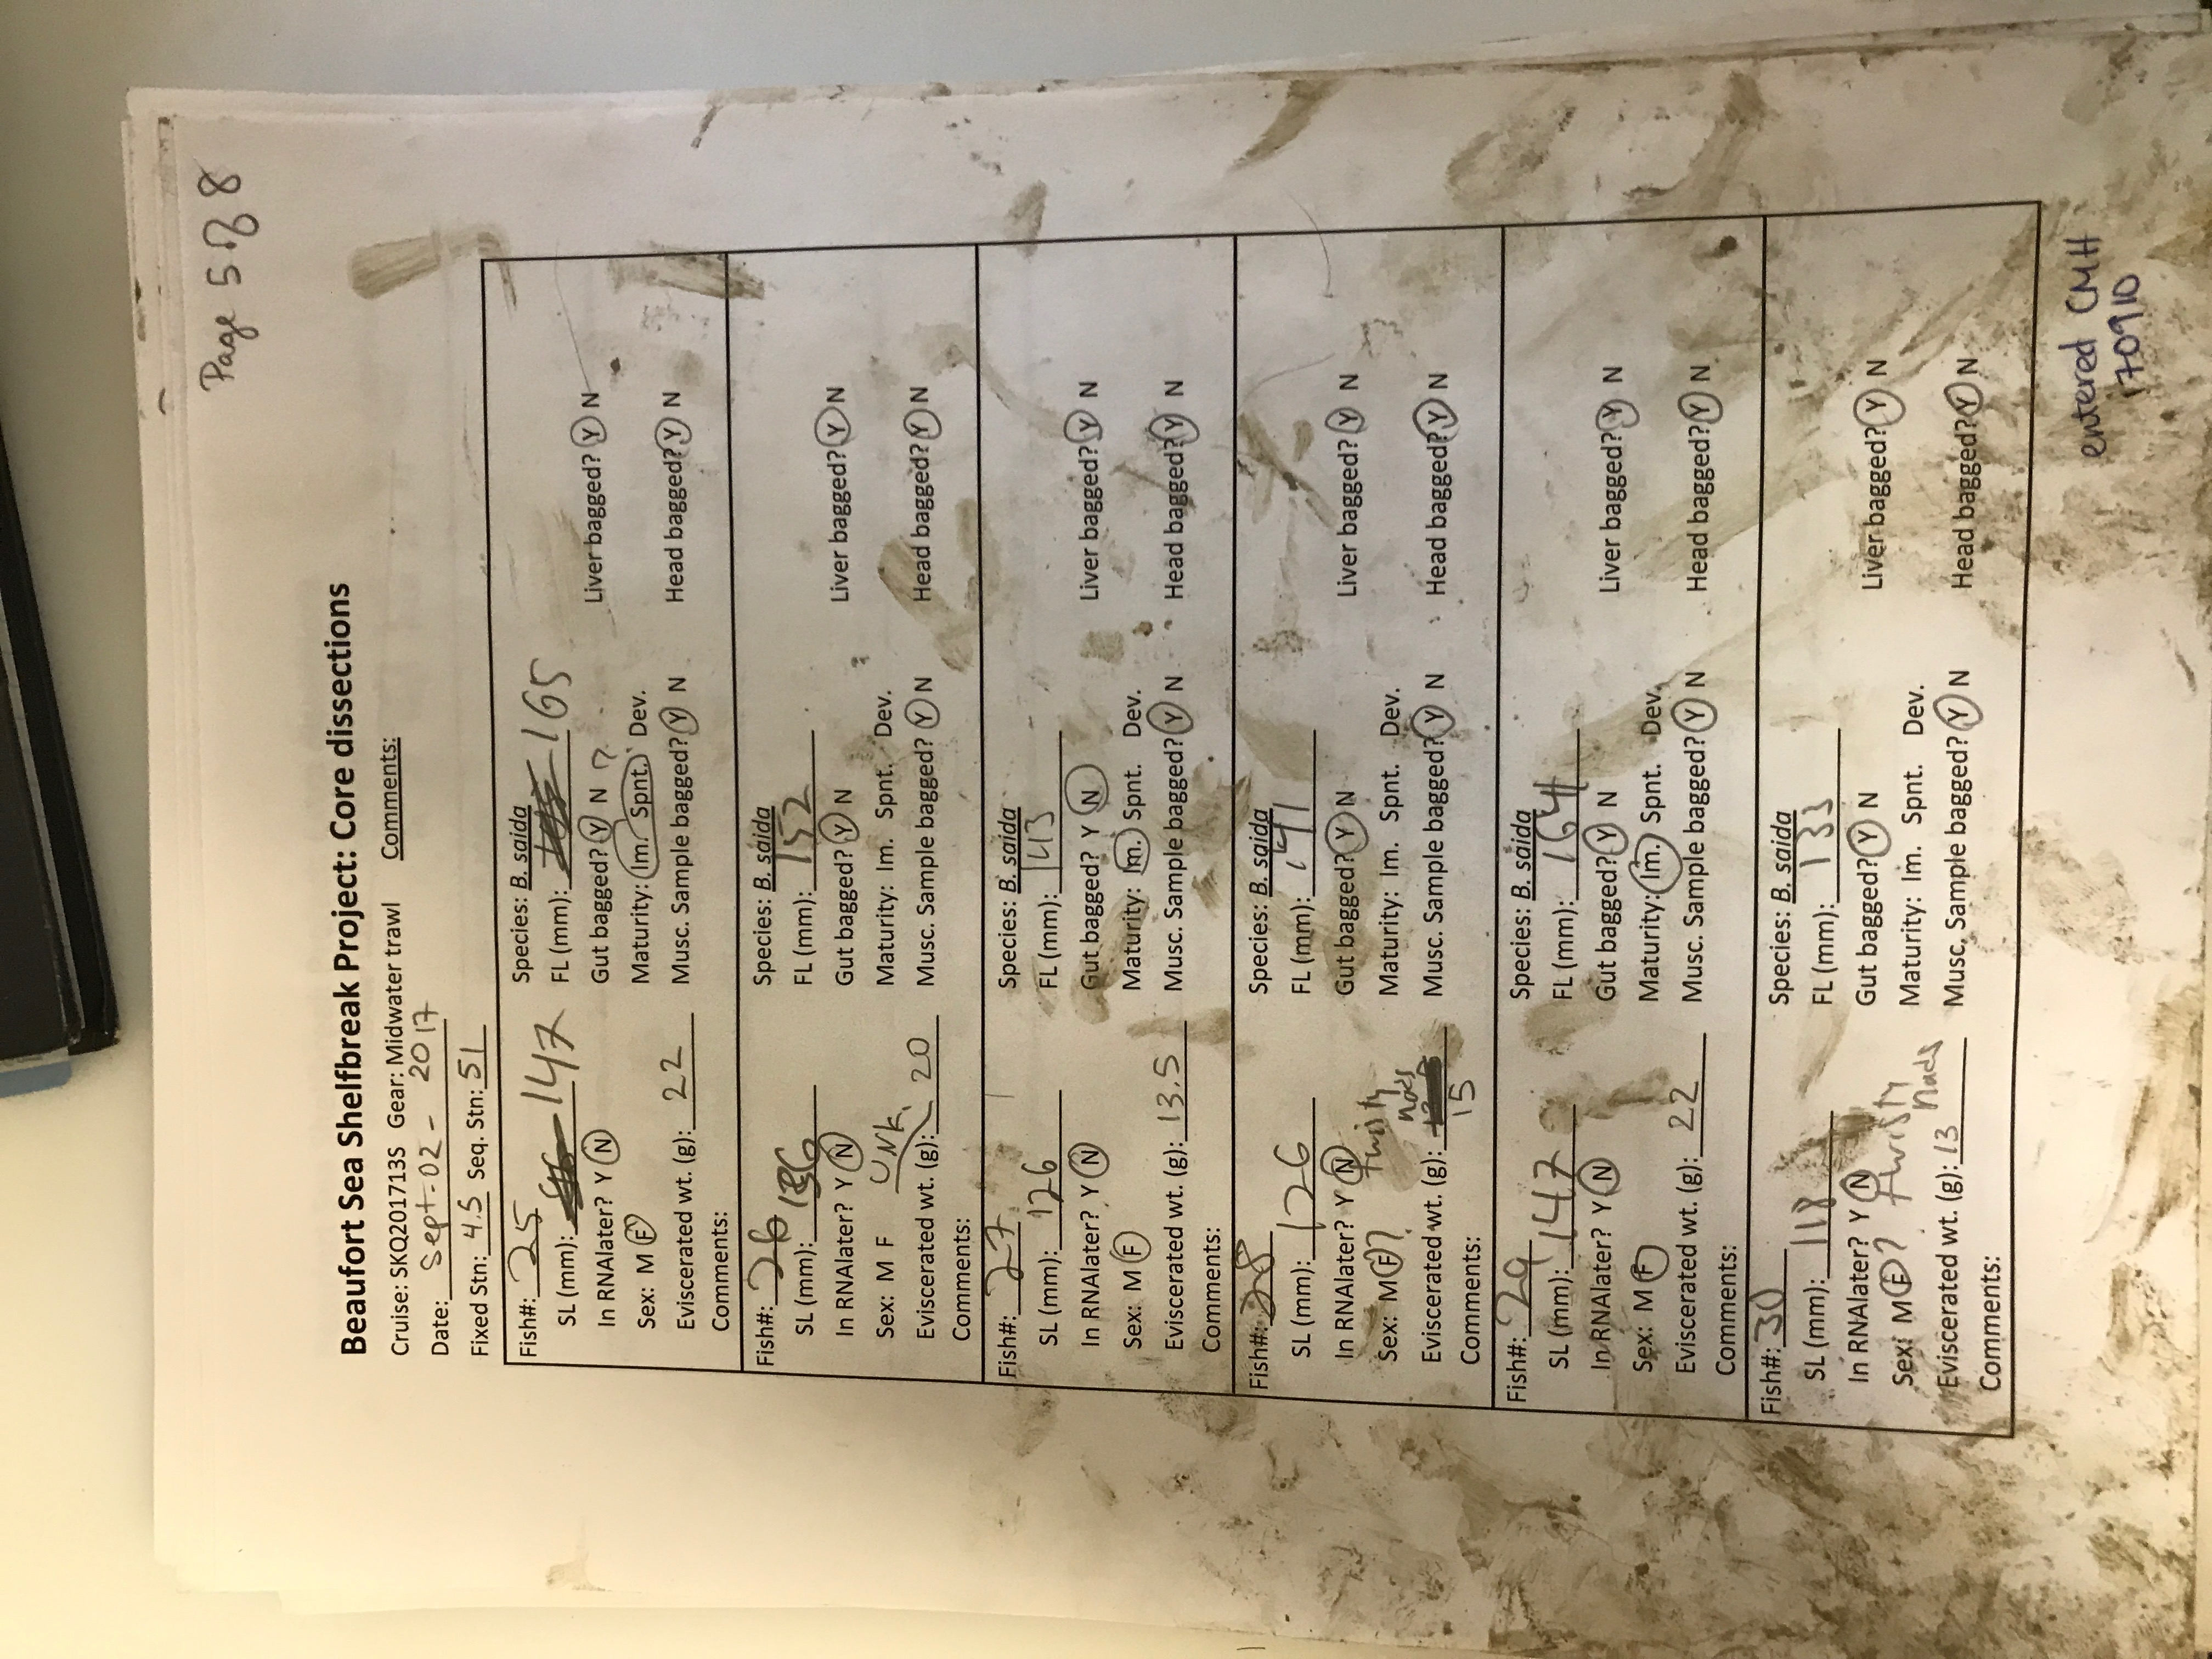 Page 5 of 8
Beaufort Sea Shelfbreak Project: Core dissections
Cruise: SKQ201713S Gear: Midwater trawl Comments:
Date: Sept-02-2017
Fixed Stn: 4.5 Seq. Stn: 51
Fish#: 25 Species: B. saida
SL (mm): 147 FL (mm): 165
In RNAlater? Y N Gut bagged? Y N ? Liver bagged? Y N
Sex: M F Maturity: Im. Spnt. Dev.
Eviscerated wt. (g): 22 Musc. Sample bagged? Y N Head bagged? Y N
Comments:
Fish#: 26 Species: B. saida
SL (mm): 136 FL (mm): 152
In RNAlater? Y N Gut bagged? Y N Liver bagged? Y N
Sex: M F UNK. Maturity: Im. Spnt. Dev.
Eviscerated wt. (g): 20 Musc. Sample bagged? Y N Head bagged? Y N
Comments:
Fish#: 27 Species: B. saida
SL (mm): 126 FL (mm): 143
In RNAlater? Y N Gut bagged? Y N Liver bagged? Y N
Sex: M F Maturity: Im. Spnt. Dev.
Eviscerated wt. (g): 13.5 Musc. Sample bagged? Y N Head bagged? Y N
Comments:
Fish#: 28 Species: B. saida
SL (mm): 126 FL (mm): 141
In RNAlater? Y N Gut bagged? Y N Liver bagged? Y N
Sex: M F? twisty nads Maturity: Im. Spnt. Dev.
Eviscerated wt. (g): 15 Musc. Sample bagged? Y N Head bagged? Y N
Comments:
Fish#: 29 Species: B. saida
SL (mm): 147 FL (mm): 164
In RNAlater? Y N Gut bagged? Y N Liver bagged? Y N
Sex: M F Maturity: Im. Spnt. Dev.
Eviscerated wt. (g): 22 Musc. Sample bagged? Y N Head bagged? Y N
Comments:
Fish#: 30 Species: B. saida
SL (mm): 118 FL (mm): 133
In RNAlater? Y N Gut bagged? Y N Liver bagged? Y N
Sex: M F? twisty nads Maturity: Im. Spnt. Dev.
Eviscerated wt. (g): 13 Musc. Sample bagged? Y N Head bagged? Y N
Comments:
entered CMH
170910